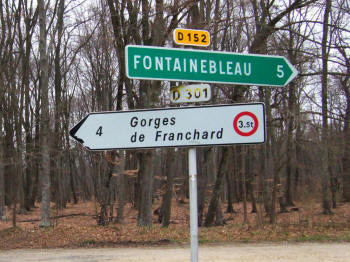 D 152
FONTAINEBLEAU 5
D 301
4 Gorges
de Franchard
3.5t